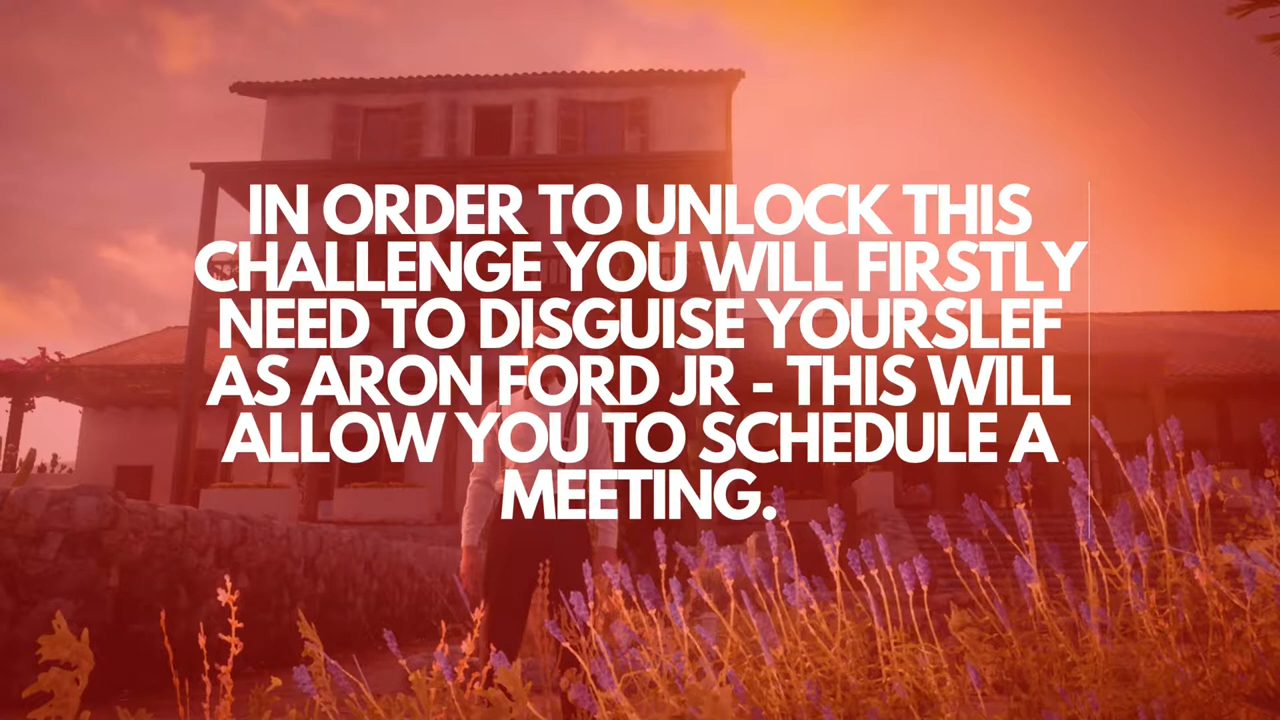 IN ORDER TO UNLOCK THIS
CHALLENGE YOU WILL FIRSTLY
NEED TO DISGUISE YOURSLEF
AS ARON FORD JR - THIS WILL
ALLOW YOU TO SCHEDULE A
MEETING.